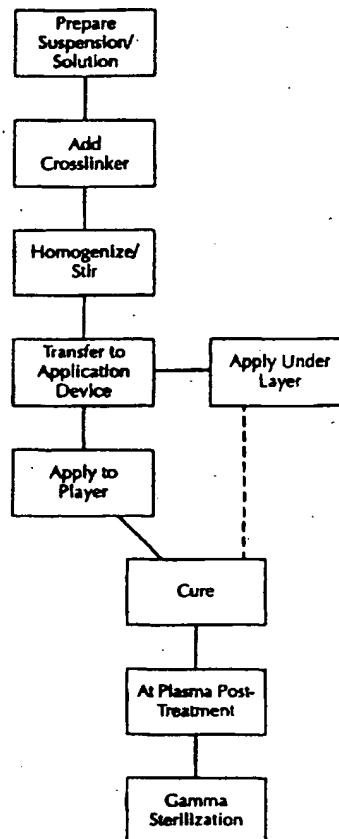 Prepare
Suspension/
Solution
Add
Crosslinker
Homogenize/
Stir
Transfer to
Application
Device
Apply Under
Layer
Apply to
Player
Cure
At Plasma Post-
Treatment
Gamma
Sterillization